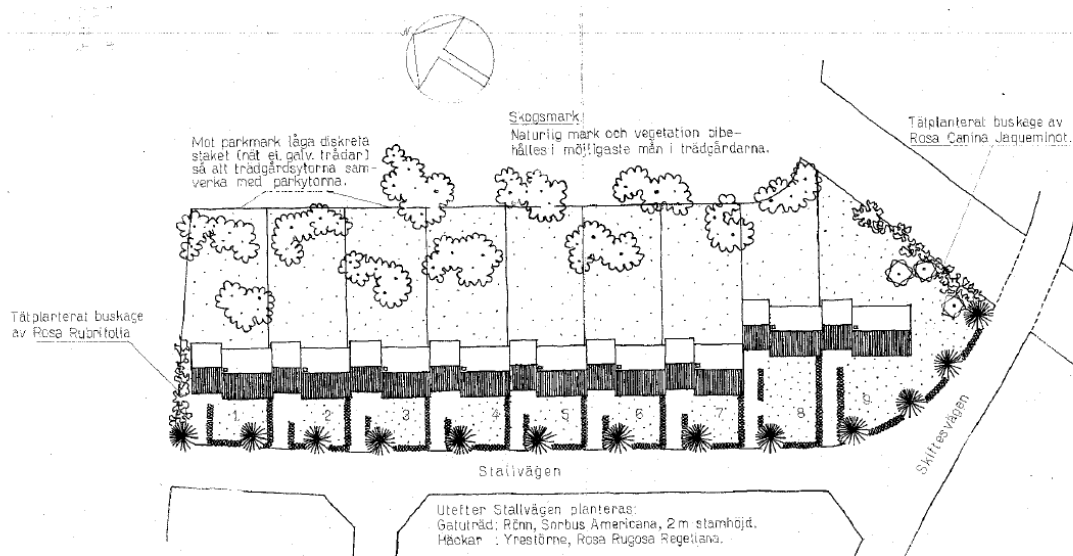 Skogsmark
Naturlig mark och vegetation bibe-
hålles i möjligaste mån i trädgårdarna.
Mot parkmark låga diskreta
staket (nät ei. galv. trådar)
så att trädgårdsytorna sam-
verka med parkytorna.
Tätplanterat buskage av
Rosa Canina Jaqueminot.
Tätplanterat buskage
av Rosa Rubrifolia
1 2 3 4 5 6 7 8 9
Stallvägen
Skiftesvägen
Utefter Stallvägen planteras:
Gatuträd: Rönn, Sorbus Americana, 2 m stamhöjd.
Häckar : Yrestörne, Rosa Rugosa Regeliana.